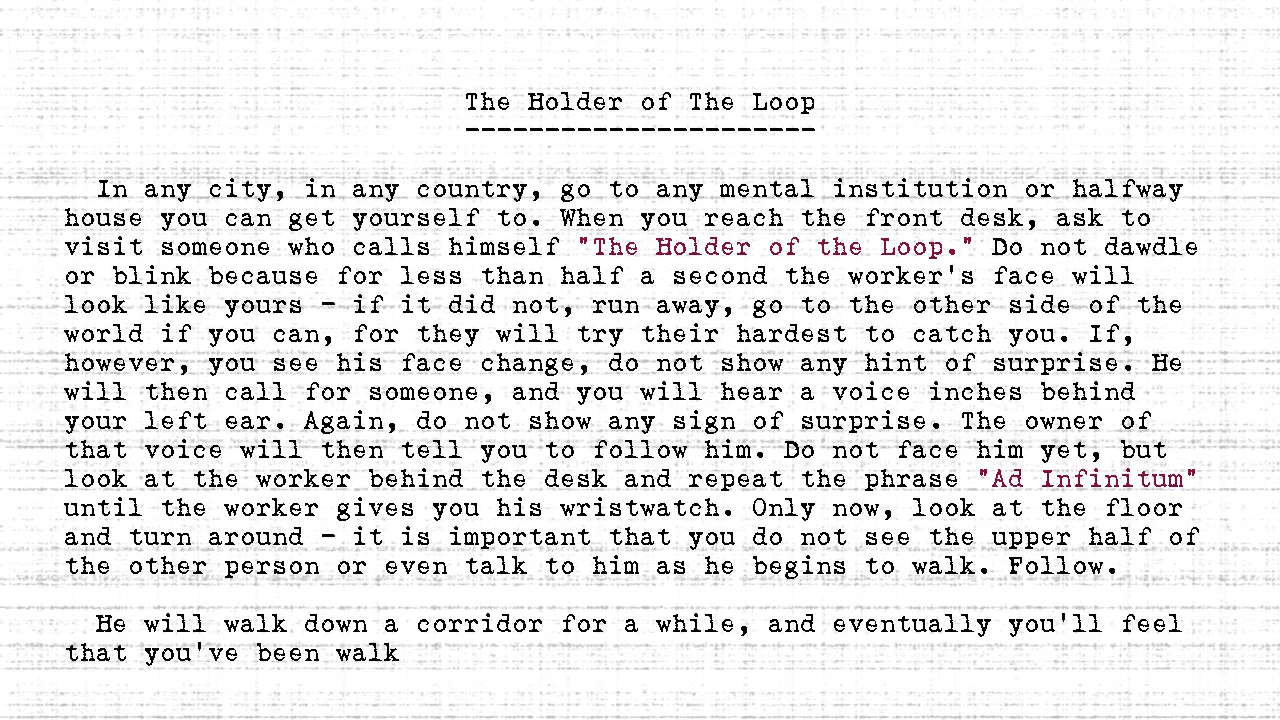 The Holder of The Loop
----------------------
In any city, in any country, go to any mental institution or halfway
house you can get yourself to. When you reach the front desk, ask to
visit someone who calls himself "The Holder of the Loop." Do not dawdle
or blink because for less than half a second the worker's face will
look like yours - if it did not, run away, go to the other side of the
world if you can, for they will try their hardest to catch you. If,
however, you see his face change, do not show any hint of surprise. He
will then call for someone, and you will hear a voice inches behind
your left ear. Again, do not show any sign of surprise. The owner of
that voice will then tell you to follow him. Do not face him yet, but
look at the worker behind the desk and repeat the phrase "Ad Infinitum"
until the worker gives you his wristwatch. Only now, look at the floor
and turn around - it is important that you do not see the upper half of
the other person or even talk to him as he begins to walk. Follow.
He will walk down a corridor for a while, and eventually you'll feel
that you've been walk